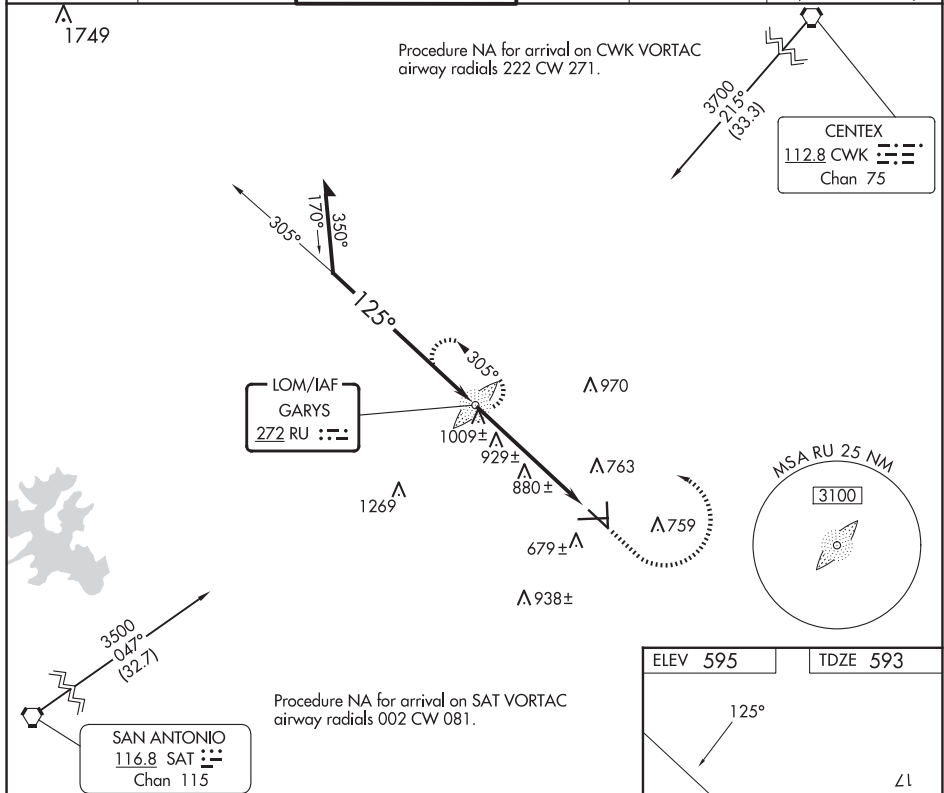 1749
Procedure NA for arrival on CWK VORTAC
airway radials 222 CW 271.
3700
215°
(33.3)
CENTEX
112.8 CWK
Chan 75
305°
170°
350°
125°
305°
LOM/IAF
GARYS
272 RU
970
1009±
929±
880±
763
1269
679±
759
938±
MSA RU 25 NM
3100
3500
047°
(32.7)
SAN ANTONIO
116.8 SAT
Chan 115
Procedure NA for arrival on SAT VORTAC
airway radials 002 CW 081.
ELEV 595
TDZE 593
125°
17